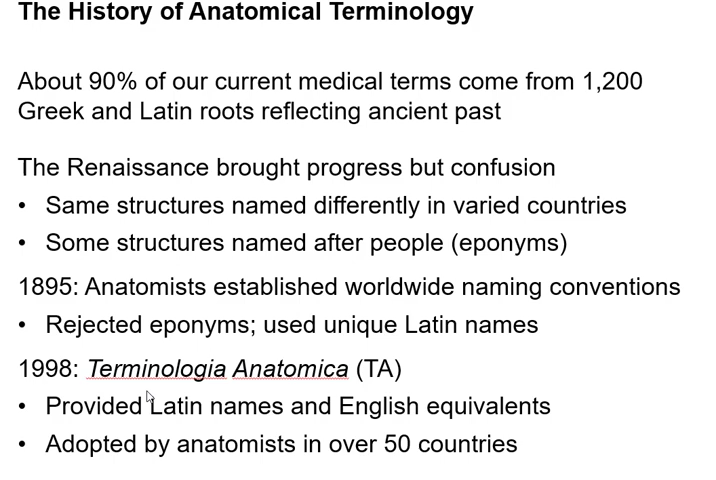 The History of Anatomical Terminology
About 90% of our current medical terms come from 1,200
Greek and Latin roots reflecting ancient past
The Renaissance brought progress but confusion
• Same structures named differently in varied countries
• Some structures named after people (eponyms)
1895: Anatomists established worldwide naming conventions
• Rejected eponyms; used unique Latin names
1998: Terminologia Anatomica (TA)
• Provided Latin names and English equivalents
• Adopted by anatomists in over 50 countries